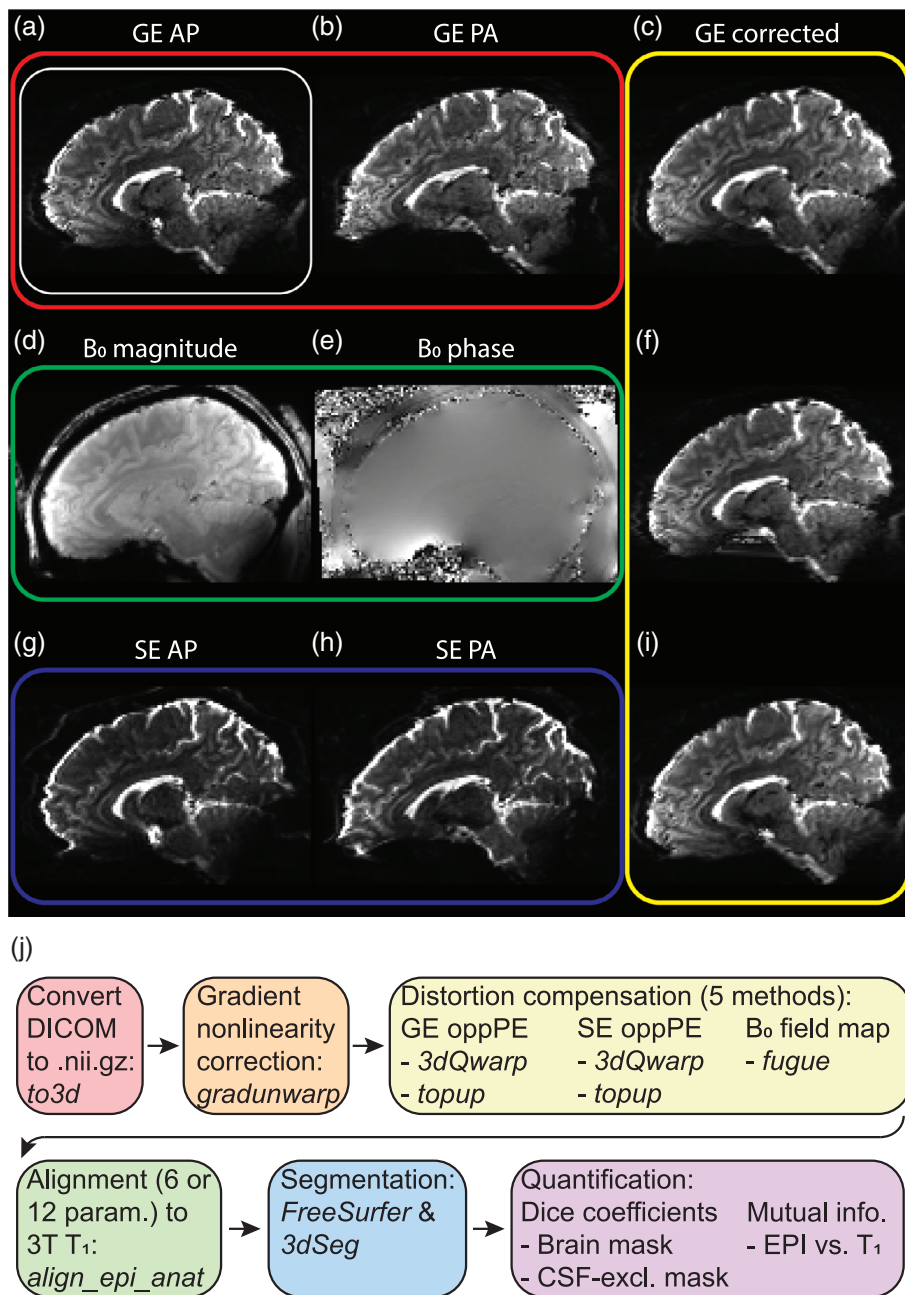 (a) GE AP (b) GE PA (c) GE corrected
(d) B₀ magnitude (e) B₀ phase (f)
(g) SE AP (h) SE PA (i)
(j)
Convert
DICOM
to .nii.gz:
to3d
Gradient
nonlinearity
correction:
gradunwarp
Distortion compensation (5 methods):
GE oppPE SE oppPE B₀ field map
- 3dQwarp - 3dQwarp - fugue
- topup - topup
Alignment (6 or
12 param.) to
3T T₁:
align_epi_anat
Segmentation:
FreeSurfer &
3dSeg
Quantification:
Dice coefficients Mutual info.
- Brain mask - EPI vs. T₁
- CSF-excl. mask